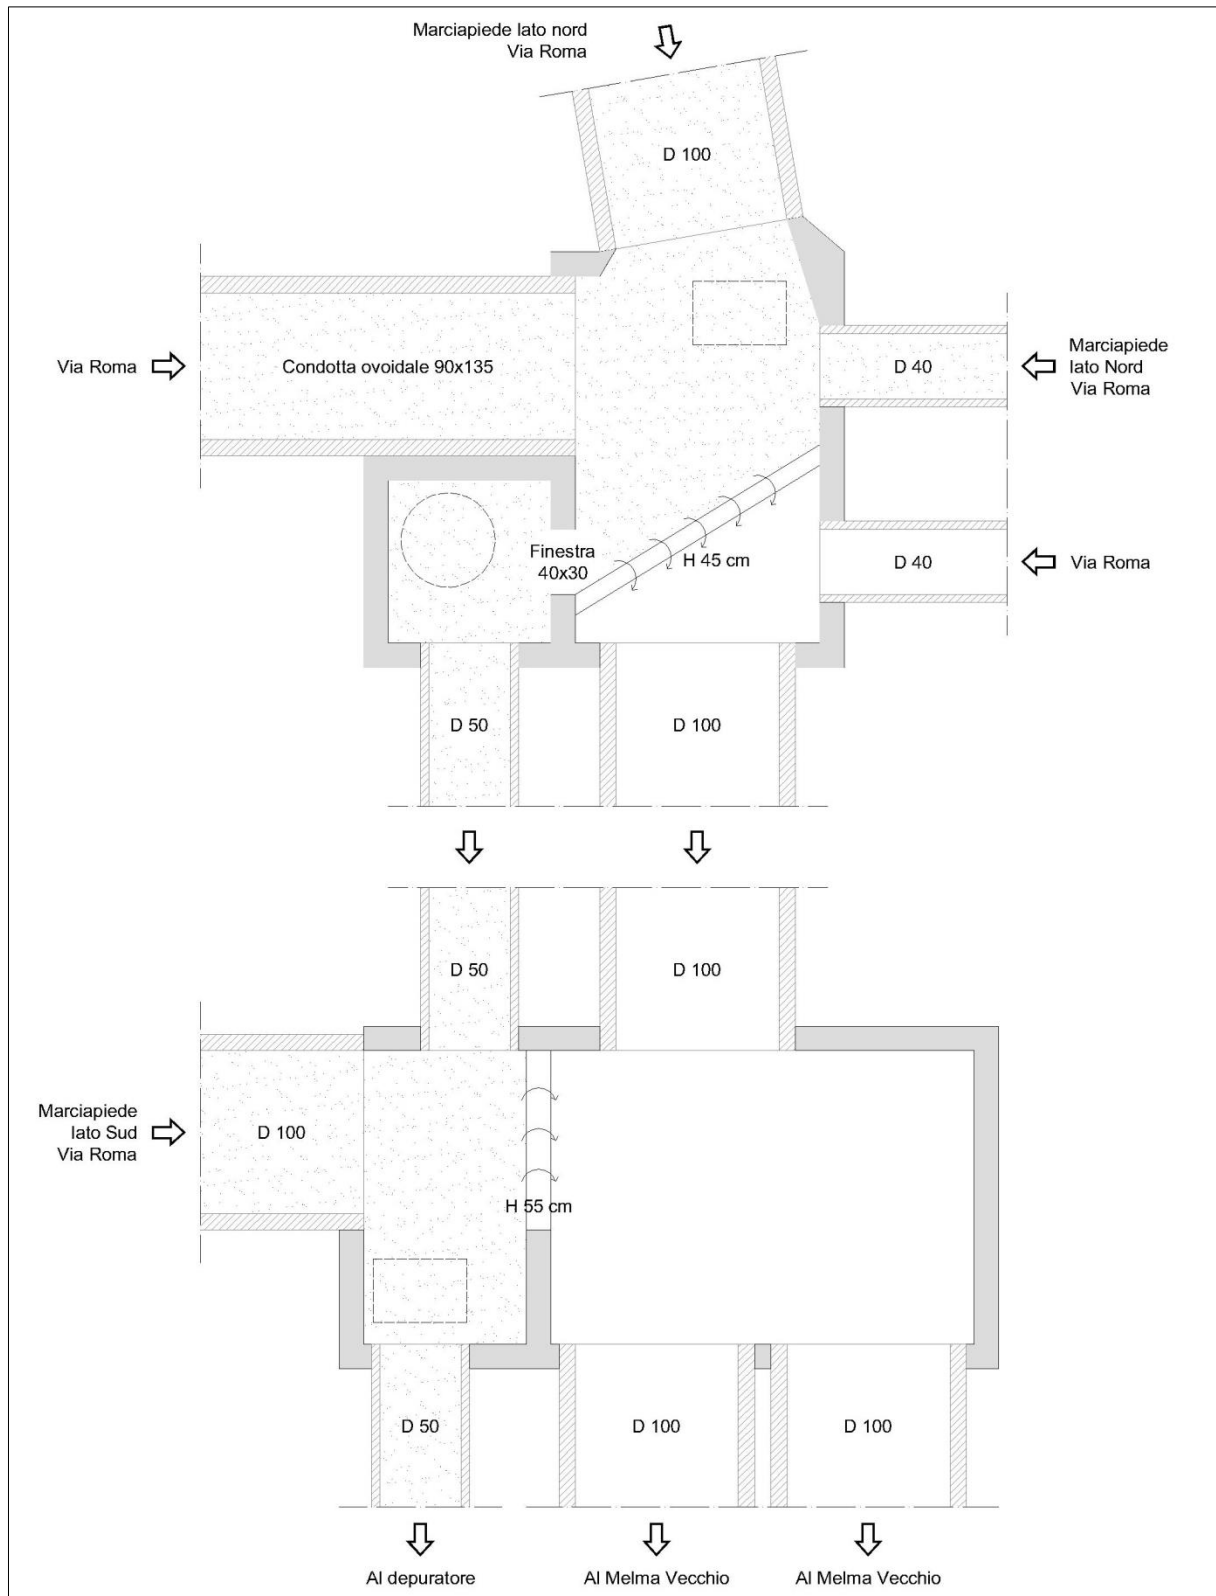 Marciapiede lato nord
Via Roma
D 100
Via Roma
Condotta ovoidale 90x135
D 40
Marciapiede
lato Nord
Via Roma
Finestra
40x30
H 45 cm
D 40
Via Roma
D 50
D 100
D 50
D 100
Marciapiede
lato Sud
Via Roma
D 100
H 55 cm
D 50
D 100
D 100
Al depuratore
Al Melma Vecchio
Al Melma Vecchio